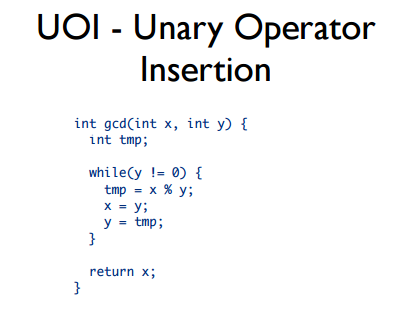 UOI - Unary Operator
Insertion
int gcd(int x, int y) {
int tmp;
while(y != 0) {
tmp = x % y;
x = y;
y = tmp;
}
return x;
}